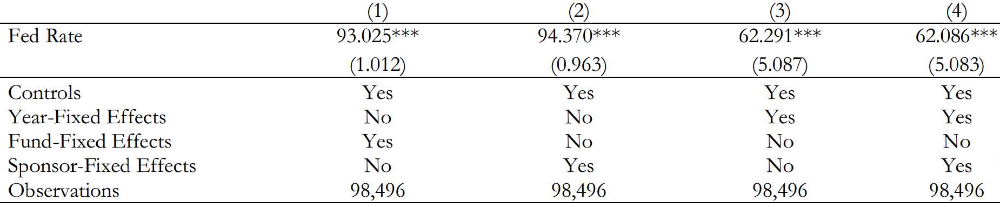 (1) (2) (3) (4)
Fed Rate 93.025*** 94.370*** 62.291*** 62.086***
(1.012) (0.963) (5.087) (5.083)
Controls Yes Yes Yes Yes
Year-Fixed Effects No No Yes Yes
Fund-Fixed Effects Yes No No No
Sponsor-Fixed Effects No Yes No Yes
Observations 98,496 98,496 98,496 98,496